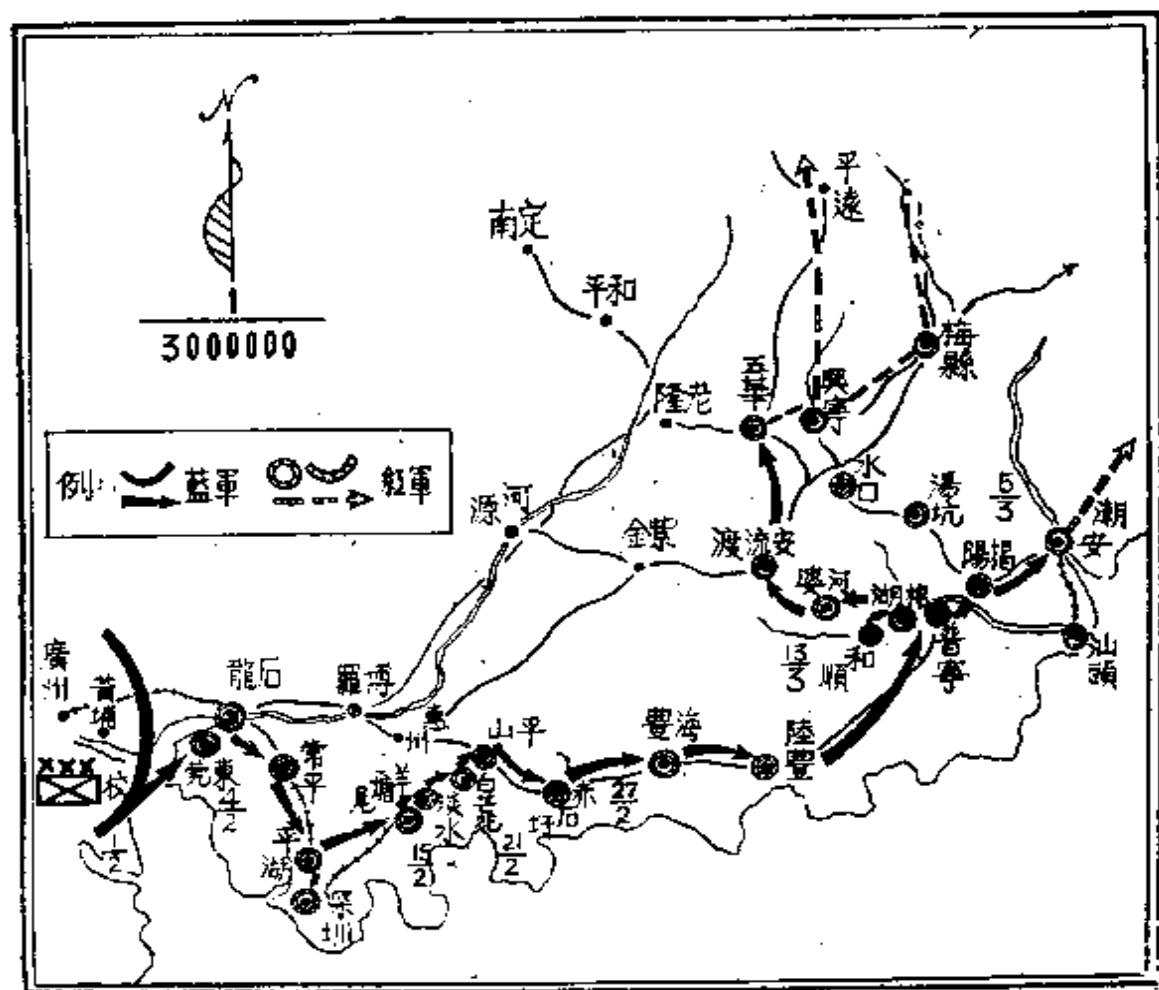 N
1
3000000
例
藍軍
紅軍
平遠
南定
平和
梅縣
五華
興寧
隆老
水口
湯坑
5/3
潮安
源河
金紫
渡流安
陽揭
河婆
湖棉
普寧
汕頭
和順
13/3
廣州
黃埔
校
龍石
羅博
惠州
山平
豐海
陸豐
東莞
4/2
常平
平湖
深圳
1/2
淡水
15/2
白芒花
21/2
赤石
27/2